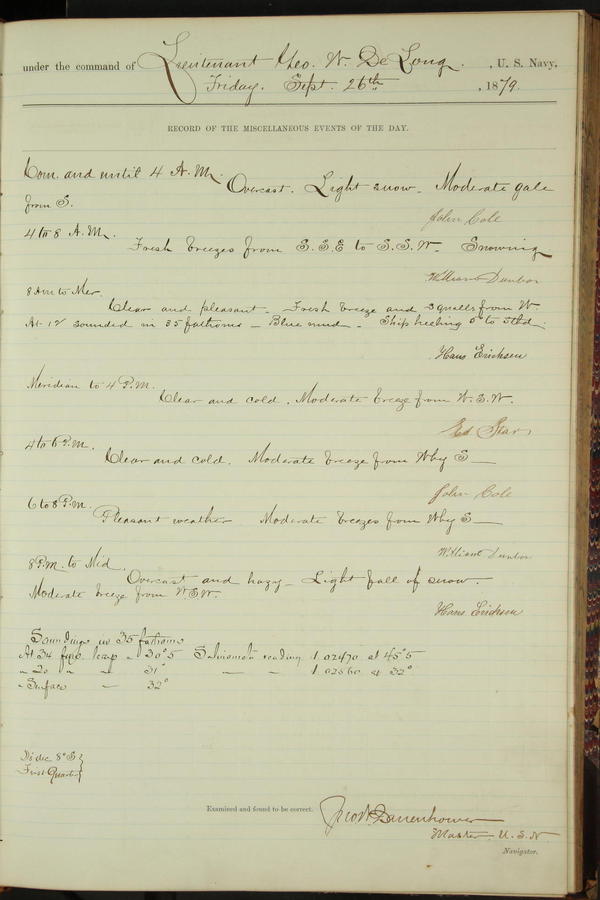 under the command of Lieutenant Geo. W. De Long. , U. S. Navy,
Friday. Sept. 26th , 1879.
RECORD OF THE MISCELLANEOUS EVENTS OF THE DAY.
Com. and until 4 A.M.
Overcast. Light snow. Moderate gale
from S.
John Cole
4 to 8 A.M.
Fresh breezes from S.S.E to S.S.W. Snowing
William Dunbar
8 A.M to Mer.
Clear and pleasant. Fresh breeze and squalls from W.
At 12 sounded in 35 fathoms – Blue mud. Ship heeling 5° to Stbd.
Hans Erichsen
Meridian to 4 P.M.
Clear and cold. Moderate breeze from W.S.W.
Ed Star
4 to 6 P.M.
Clear and cold. Moderate breeze from W by S —
John Cole
6 to 8 P.M.
Pleasant weather Moderate breezes from W by S —
William Dunbar
8 P.M. to Mid.
Overcast and hazy – Light fall of snow.
Moderate breeze from W.S.W.
Hans Erichsen
Soundings in 35 fathoms
At 34 fms. temp – 30°5 reading 1.02470 at 45°5
" 20 " " 31° — — 1.02560 at 32°
" Surface — 32°
D's dec 8° S }
First Quarter }
Examined and found to be correct.
Jno W. Danenhower
Master, U.S.N
Navigator.